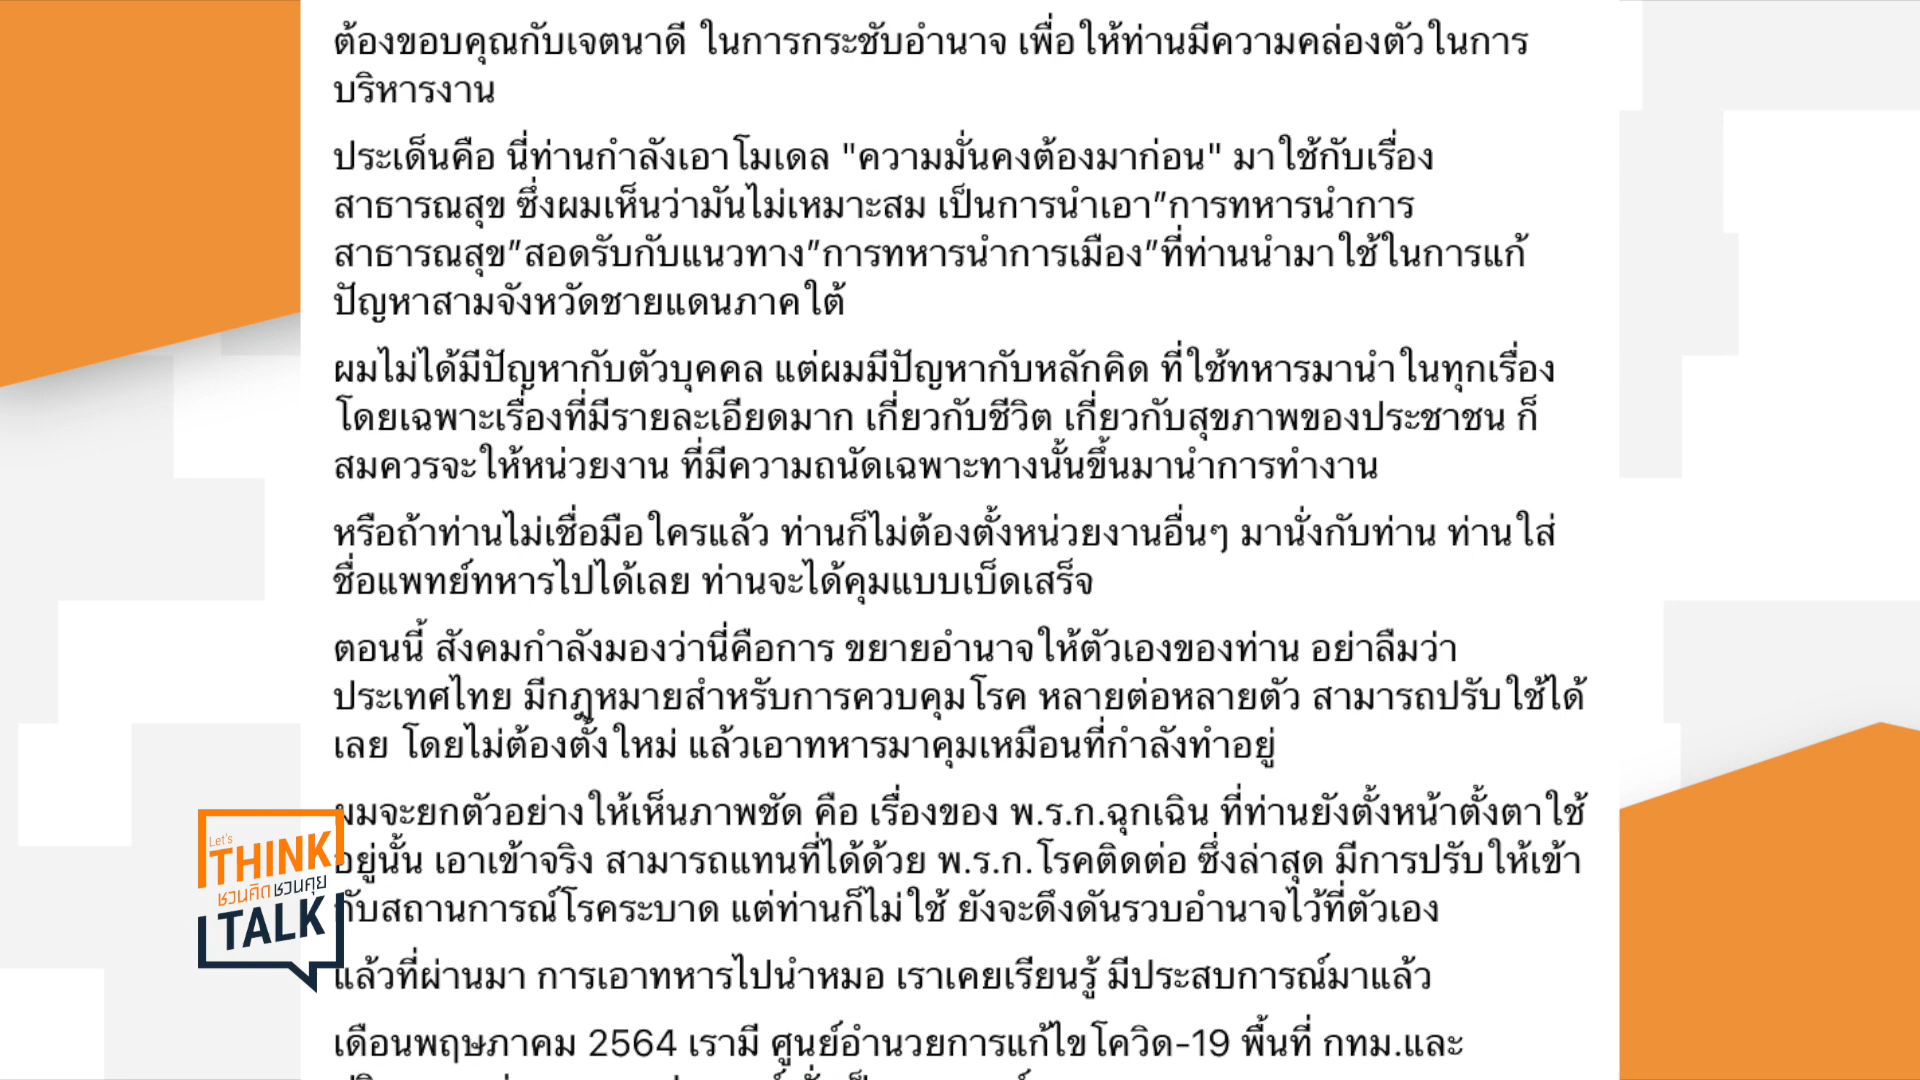 ต้องขอบคุณกับเจตนาดี ในการกระชับอำนาจ เพื่อให้ท่านมีความคล่องตัวในการ
บริหารงาน
ประเด็นคือ นี่ท่านกำลังเอาโมเดล "ความมั่นคงต้องมาก่อน" มาใช้กับเรื่อง
สาธารณสุข ซึ่งผมเห็นว่ามันไม่เหมาะสม เป็นการนำเอา”การทหารนำการ
สาธารณสุข”สอดรับกับแนวทาง”การทหารนำการเมือง”ที่ท่านนำมาใช้ในการแก้
ปัญหาสามจังหวัดชายแดนภาคใต้
ผมไม่ได้มีปัญหากับตัวบุคคล แต่ผมมีปัญหากับหลักคิด ที่ใช้ทหารมานำในทุกเรื่อง
โดยเฉพาะเรื่องที่มีรายละเอียดมาก เกี่ยวกับชีวิต เกี่ยวกับสุขภาพของประชาชน ก็
สมควรจะให้หน่วยงาน ที่มีความถนัดเฉพาะทางนั้นขึ้นมานำการทำงาน
หรือถ้าท่านไม่เชื่อมือใครแล้ว ท่านก็ไม่ต้องตั้งหน่วยงานอื่นๆ มานั่งกับท่าน ท่านใส่
ชื่อแพทย์ทหารไปได้เลย ท่านจะได้คุมแบบเบ็ดเสร็จ
ตอนนี้ สังคมกำลังมองว่านี่คือการ ขยายอำนาจให้ตัวเองของท่าน อย่าลืมว่า
ประเทศไทย มีกฎหมายสำหรับการควบคุมโรค หลายต่อหลายตัว สามารถปรับใช้ได้
เลย โดยไม่ต้องตั้งใหม่ แล้วเอาทหารมาคุมเหมือนที่กำลังทำอยู่
ผมจะยกตัวอย่างให้เห็นภาพชัด คือ เรื่องของ พ.ร.ก.ฉุกเฉิน ที่ท่านยังตั้งหน้าตั้งตาใช้
อยู่นั้น เอาเข้าจริง สามารถแทนที่ได้ด้วย พ.ร.ก.โรคติดต่อ ซึ่งล่าสุด มีการปรับให้เข้า
กับสถานการณ์โรคระบาด แต่ท่านก็ไม่ใช้ ยังจะดึงดันรวบอำนาจไว้ที่ตัวเอง
แล้วที่ผ่านมา การเอาทหารไปนำหมอ เราเคยเรียนรู้ มีประสบการณ์มาแล้ว
เดือนพฤษภาคม 2564 เรามี ศูนย์อำนวยการแก้ไขโควิด-19 พื้นที่ กทม.และ
Let's
THINK
ชวนคิด ชวนคุย
TALK